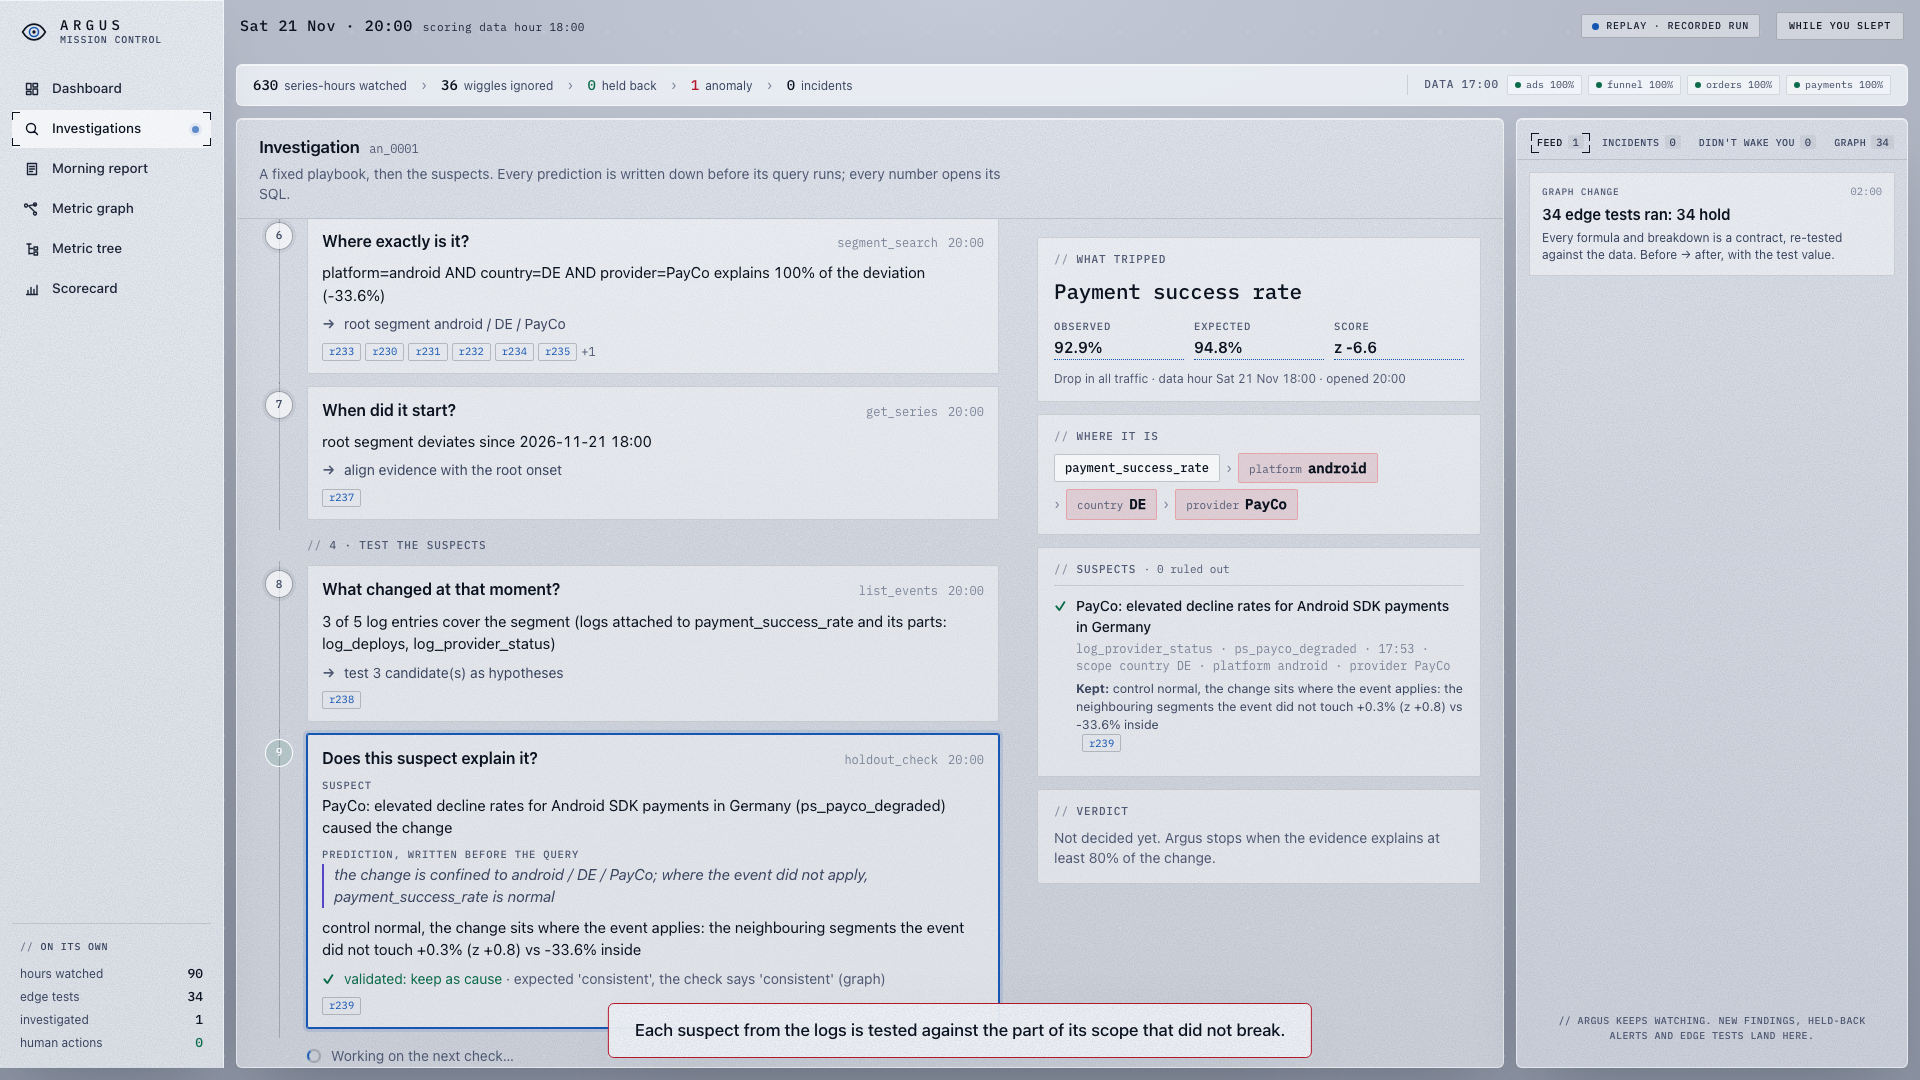 ARGUS
MISSION CONTROL
Dashboard
Investigations
Morning report
Metric graph
Metric tree
Scorecard
// ON ITS OWN
hours watched 90
edge tests 34
investigated 1
human actions 0
Sat 21 Nov · 20:00 scoring data hour 18:00
REPLAY · RECORDED RUN
WHILE YOU SLEPT
630 series-hours watched › 36 wiggles ignored › 0 held back › 1 anomaly › 0 incidents
DATA 17:00 ads 100% funnel 100% orders 100% payments 100%
Investigation an_0001
A fixed playbook, then the suspects. Every prediction is written down before its query runs; every number opens its
SQL.
6
Where exactly is it? segment_search 20:00
platform=android AND country=DE AND provider=PayCo explains 100% of the deviation
(-33.6%)
→ root segment android / DE / PayCo
r233 r230 r231 r232 r234 r235 +1
7
When did it start? get_series 20:00
root segment deviates since 2026-11-21 18:00
→ align evidence with the root onset
r237
// 4 · TEST THE SUSPECTS
8
What changed at that moment? list_events 20:00
3 of 5 log entries cover the segment (logs attached to payment_success_rate and its parts:
log_deploys, log_provider_status)
→ test 3 candidate(s) as hypotheses
r238
9
Does this suspect explain it? holdout_check 20:00
SUSPECT
PayCo: elevated decline rates for Android SDK payments in Germany (ps_payco_degraded)
caused the change
PREDICTION, WRITTEN BEFORE THE QUERY
the change is confined to android / DE / PayCo; where the event did not apply,
payment_success_rate is normal
control normal, the change sits where the event applies: the neighbouring segments the event
did not touch +0.3% (z +0.8) vs -33.6% inside
✓ validated: keep as cause · expected 'consistent', the check says 'consistent' (graph)
r239
Working on the next check…
// WHAT TRIPPED
Payment success rate
OBSERVED EXPECTED SCORE
92.9% 94.8% z -6.6
Drop in all traffic · data hour Sat 21 Nov 18:00 · opened 20:00
// WHERE IT IS
payment_success_rate › platform android
› country DE › provider PayCo
// SUSPECTS · 0 ruled out
✓ PayCo: elevated decline rates for Android SDK payments
in Germany
log_provider_status · ps_payco_degraded · 17:53 ·
scope country DE · platform android · provider PayCo
Kept: control normal, the change sits where the event applies: the
neighbouring segments the event did not touch +0.3% (z +0.8) vs
-33.6% inside
r239
// VERDICT
Not decided yet. Argus stops when the evidence explains at
least 80% of the change.
FEED 1 INCIDENTS 0 DIDN'T WAKE YOU 0 GRAPH 34
GRAPH CHANGE 02:00
34 edge tests ran: 34 hold
Every formula and breakdown is a contract, re-tested
against the data. Before → after, with the test value.
// ARGUS KEEPS WATCHING. NEW FINDINGS, HELD-BACK
ALERTS AND EDGE TESTS LAND HERE.
Each suspect from the logs is tested against the part of its scope that did not break.